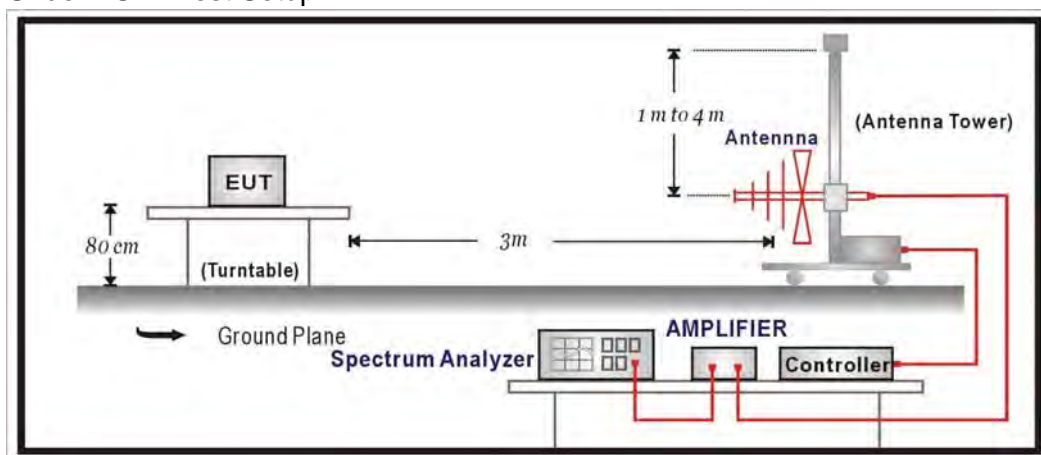 1 m to 4 m
(Antenna Tower)
Antennna
EUT
80 cm
3m
(Turntable)
Ground Plane
AMPLIFIER
Spectrum Analyzer
Controller